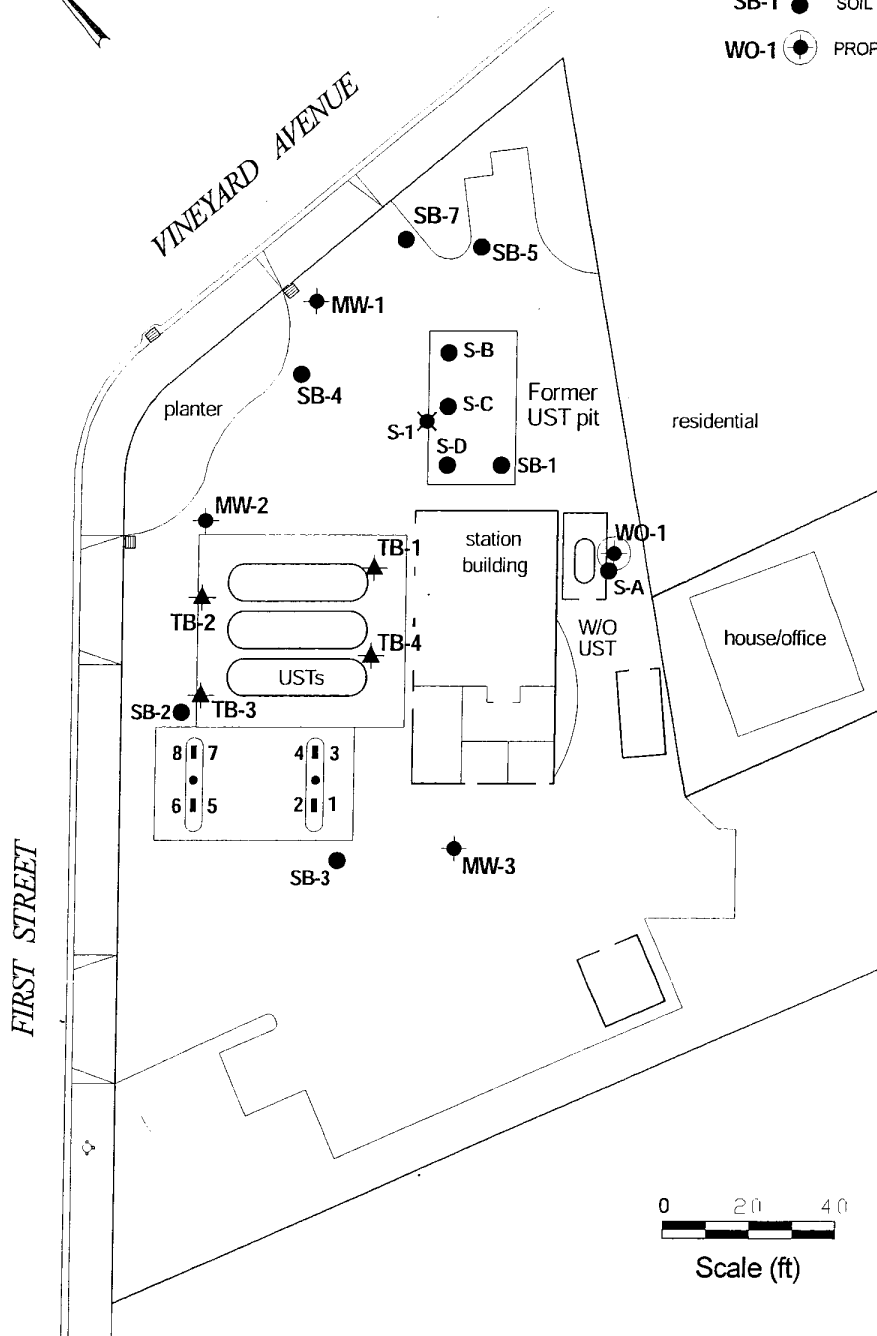 SB-1 SOIL
WO-1 PROP
VINEYARD AVENUE
SB-7
SB-5
MW-1
S-B
SB-4
planter
S-C
Former
UST pit
S-1
residential
S-D
SB-1
MW-2
station
building
WO-1
TB-1
S-A
TB-2
W/O
UST
TB-4
house/office
USTs
SB-2
TB-3
8 7 4 3
6 5 2 1
SB-3
MW-3
FIRST STREET
0 20 40
Scale (ft)